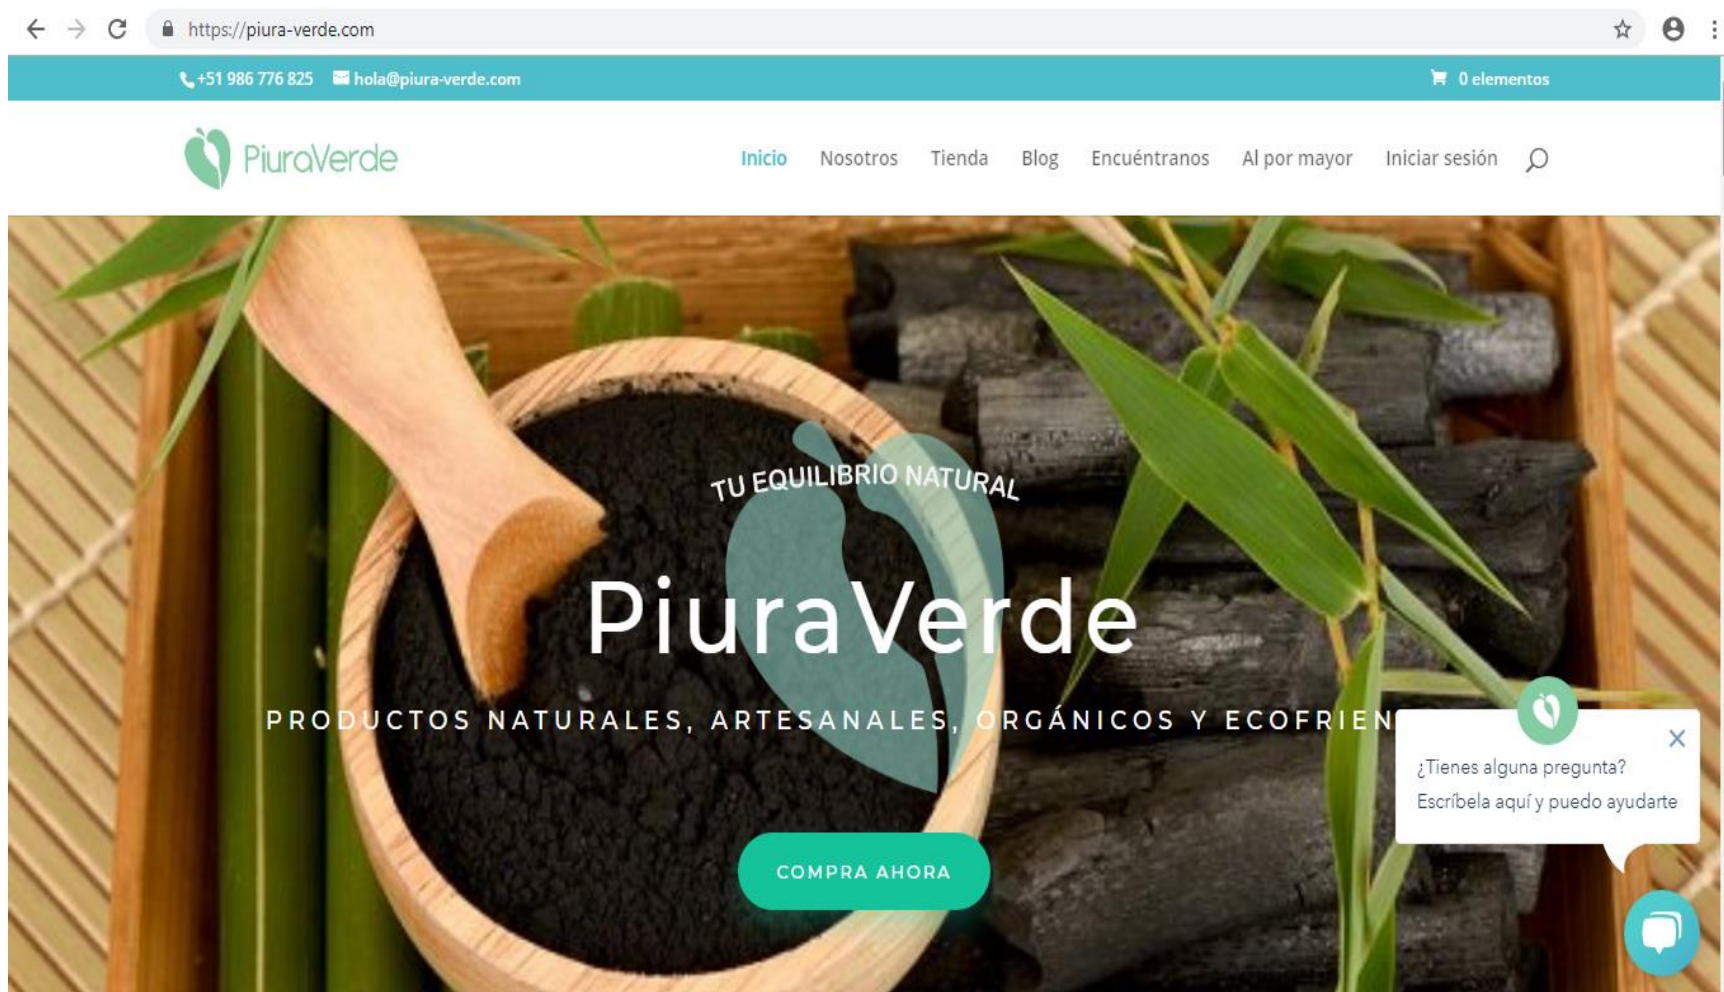 https://piura-verde.com
+51 986 776 825 hola@piura-verde.com 0 elementos
PiuraVerde Inicio Nosotros Tienda Blog Encuéntranos Al por mayor Iniciar sesión
TU EQUILIBRIO NATURAL
PiuraVerde
PRODUCTOS NATURALES, ARTESANALES, ORGÁNICOS Y ECOFRIEN
¿Tienes alguna pregunta?
Escríbela aquí y puedo ayudarte
COMPRA AHORA